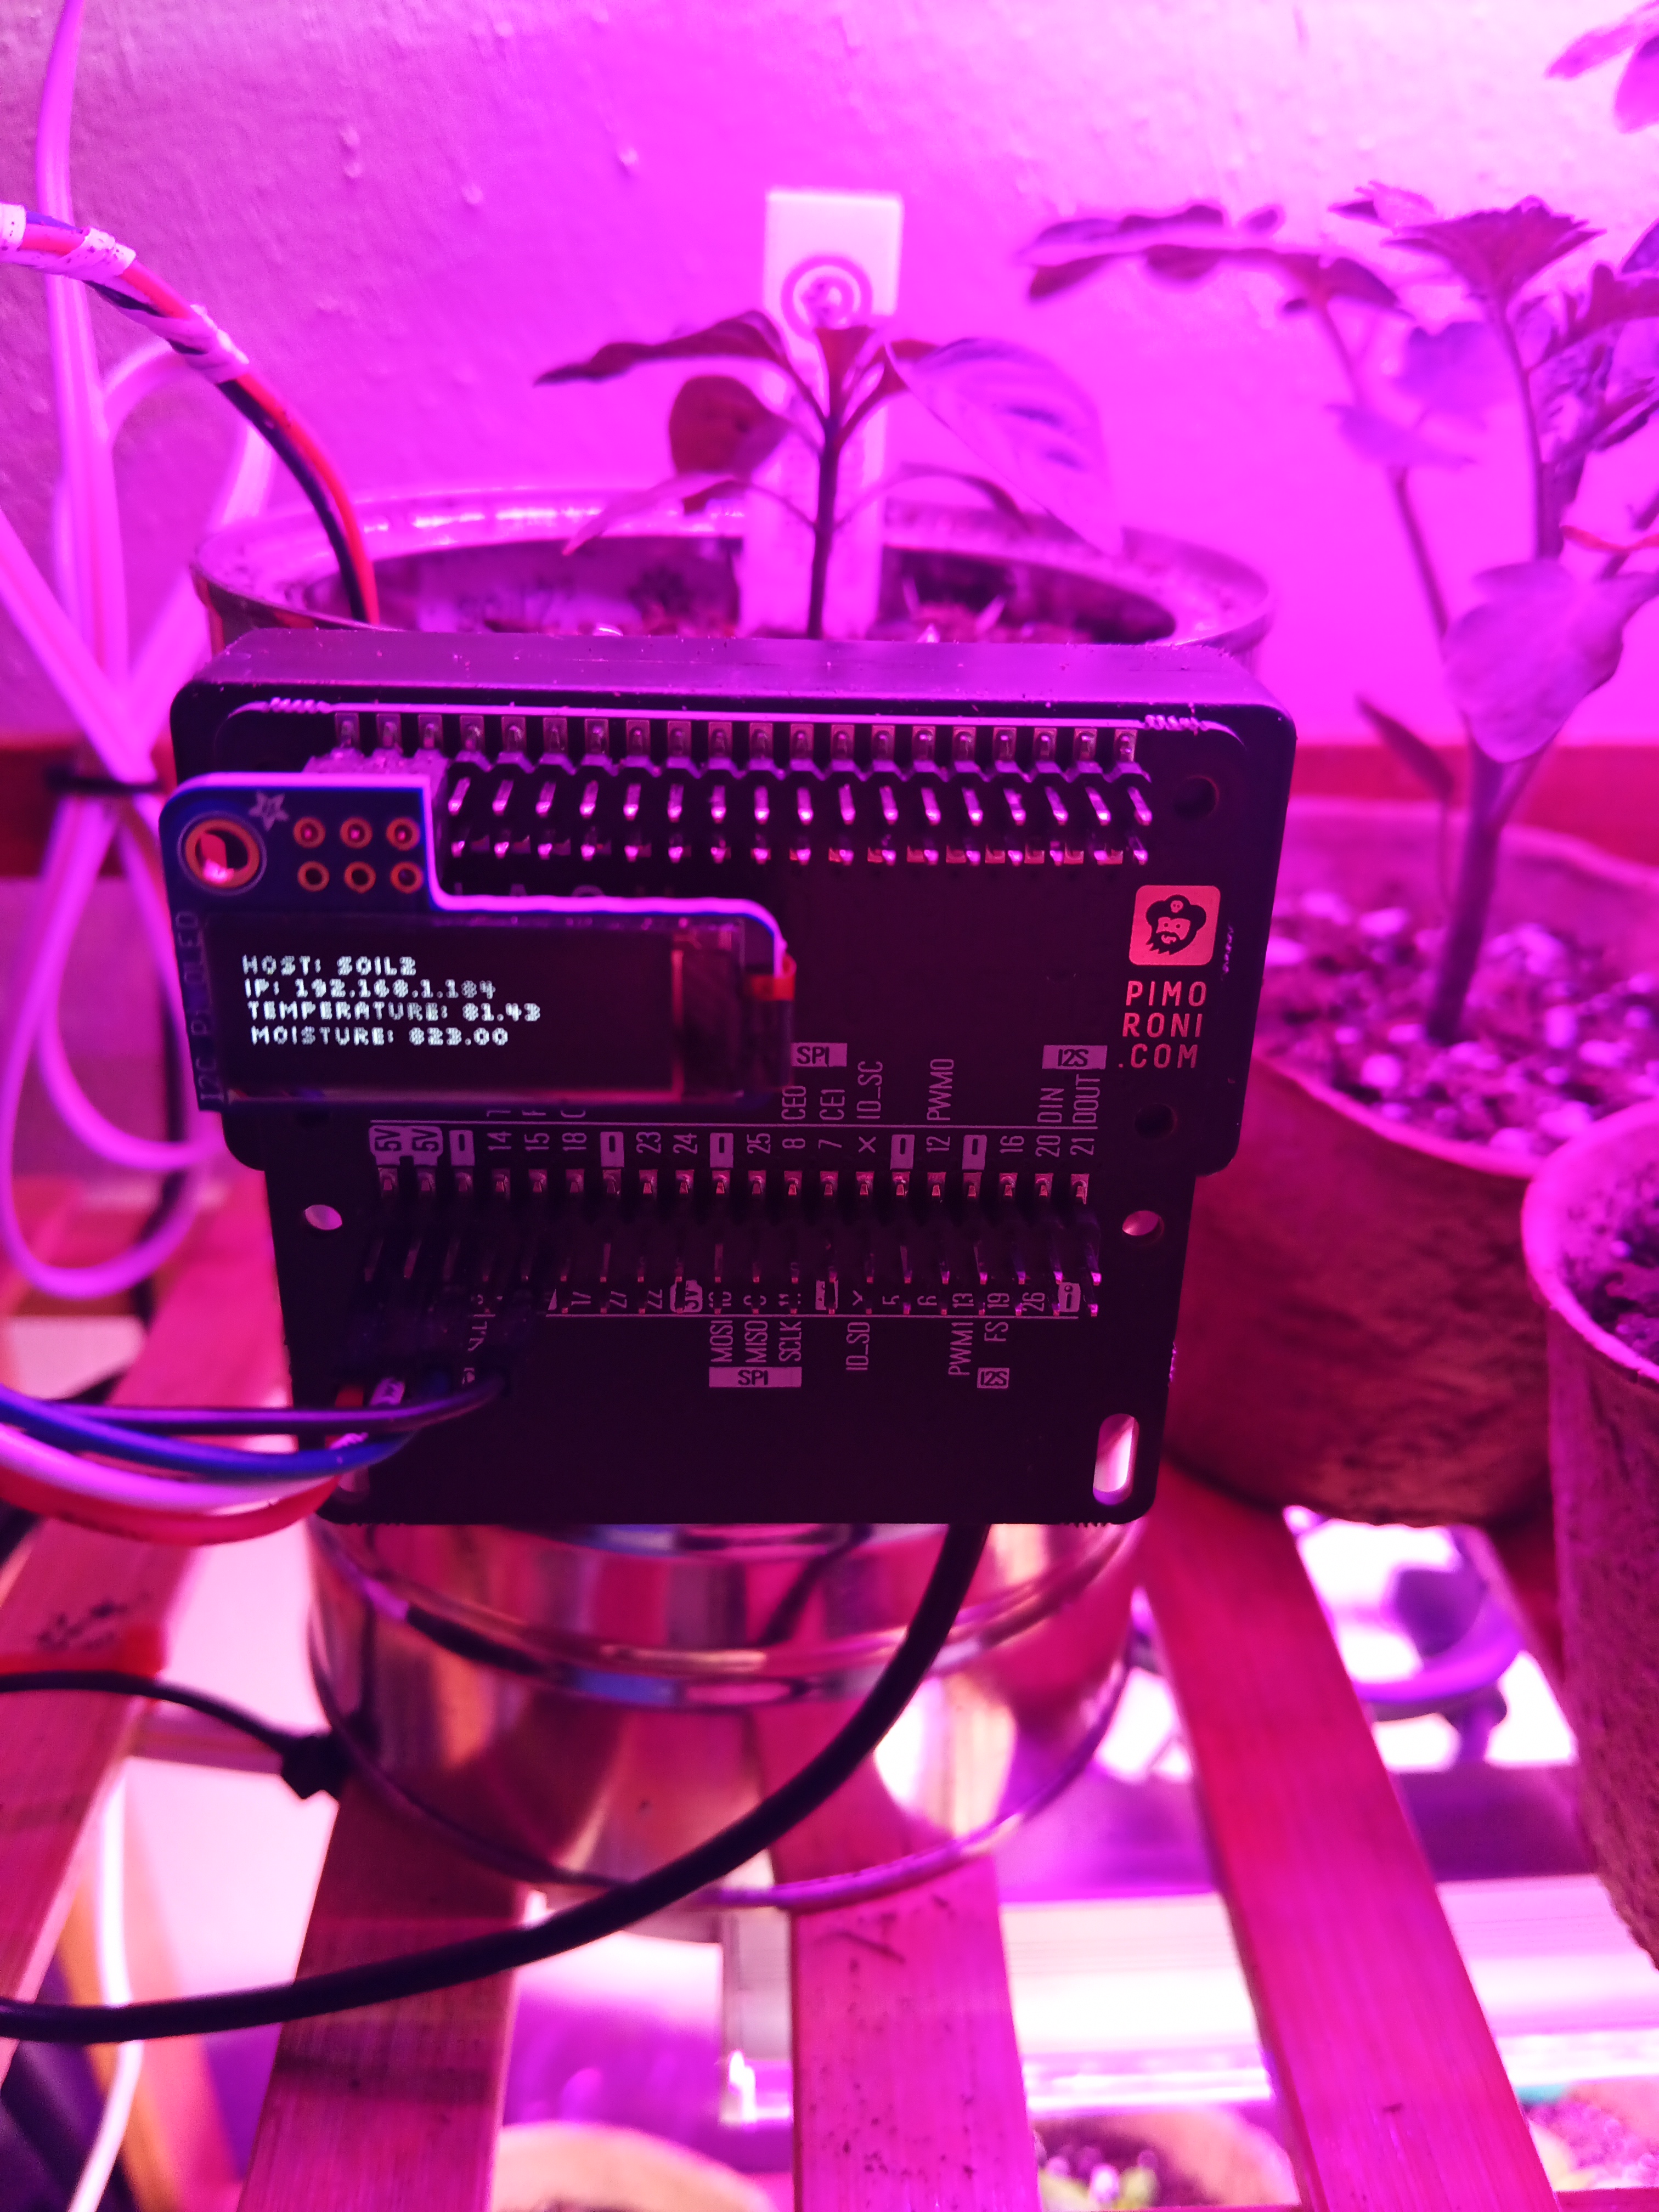 HOST: SOIL2
IP: 192.168.1.184
TEMPERATURE: 81.43
MOISTURE: 823.00
I2C PIOLED
PIMO
RONI
.COM
SPI
I2S
CE0
CE1
ID_SC
PWM0
DIN
DOUT
5V
5V
14
15
18
23
24
25
8
7
X
12
16
20
21
17
27
22
5
6
13
19
26
MOSI
MISO
SCLK
ID_SD
PWM1
FS
SPI
I2S